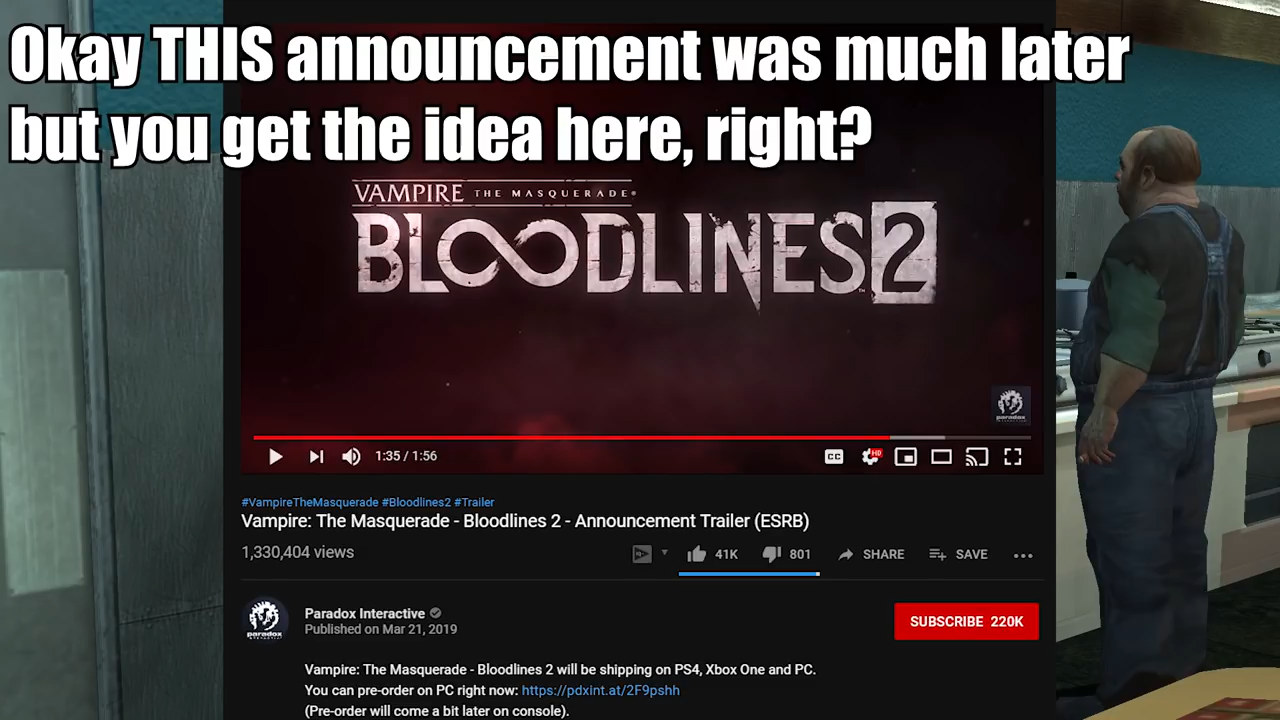 Okay THIS announcement was much later
but you get the idea here, right?
VAMPIRE THE MASQUERADE®
BLOODLINES 2™
paradox
1:35 / 1:56
CC
HD
#VampireTheMasquerade #Bloodlines2 #Trailer
Vampire: The Masquerade - Bloodlines 2 - Announcement Trailer (ESRB)
1,330,404 views
41K 801 SHARE SAVE
paradox
Paradox Interactive
Published on Mar 21, 2019
SUBSCRIBE 220K
Vampire: The Masquerade - Bloodlines 2 will be shipping on PS4, Xbox One and PC.
You can pre-order on PC right now: https://pdxint.at/2F9pshh
(Pre-order will come a bit later on console).